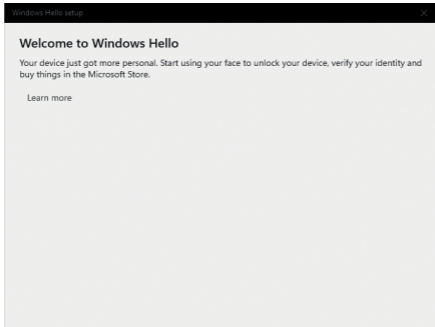 Windows Hello setup
Welcome to Windows Hello
Your device just got more personal. Start using your face to unlock your device, verify your identity and
buy things in the Microsoft Store.
Learn more